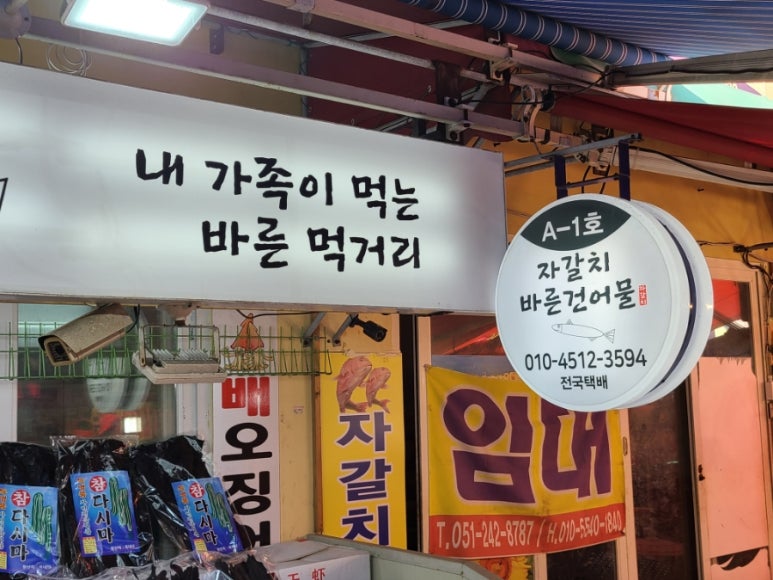 내 가족이 먹는
바른 먹거리
A-1호
자갈치
바른건어물
010-4512-3594
전국택배
배오징어
자갈치
임대
T.051-242-8787 / H.010-5540-1840
참다시마
참다시마
참다시마